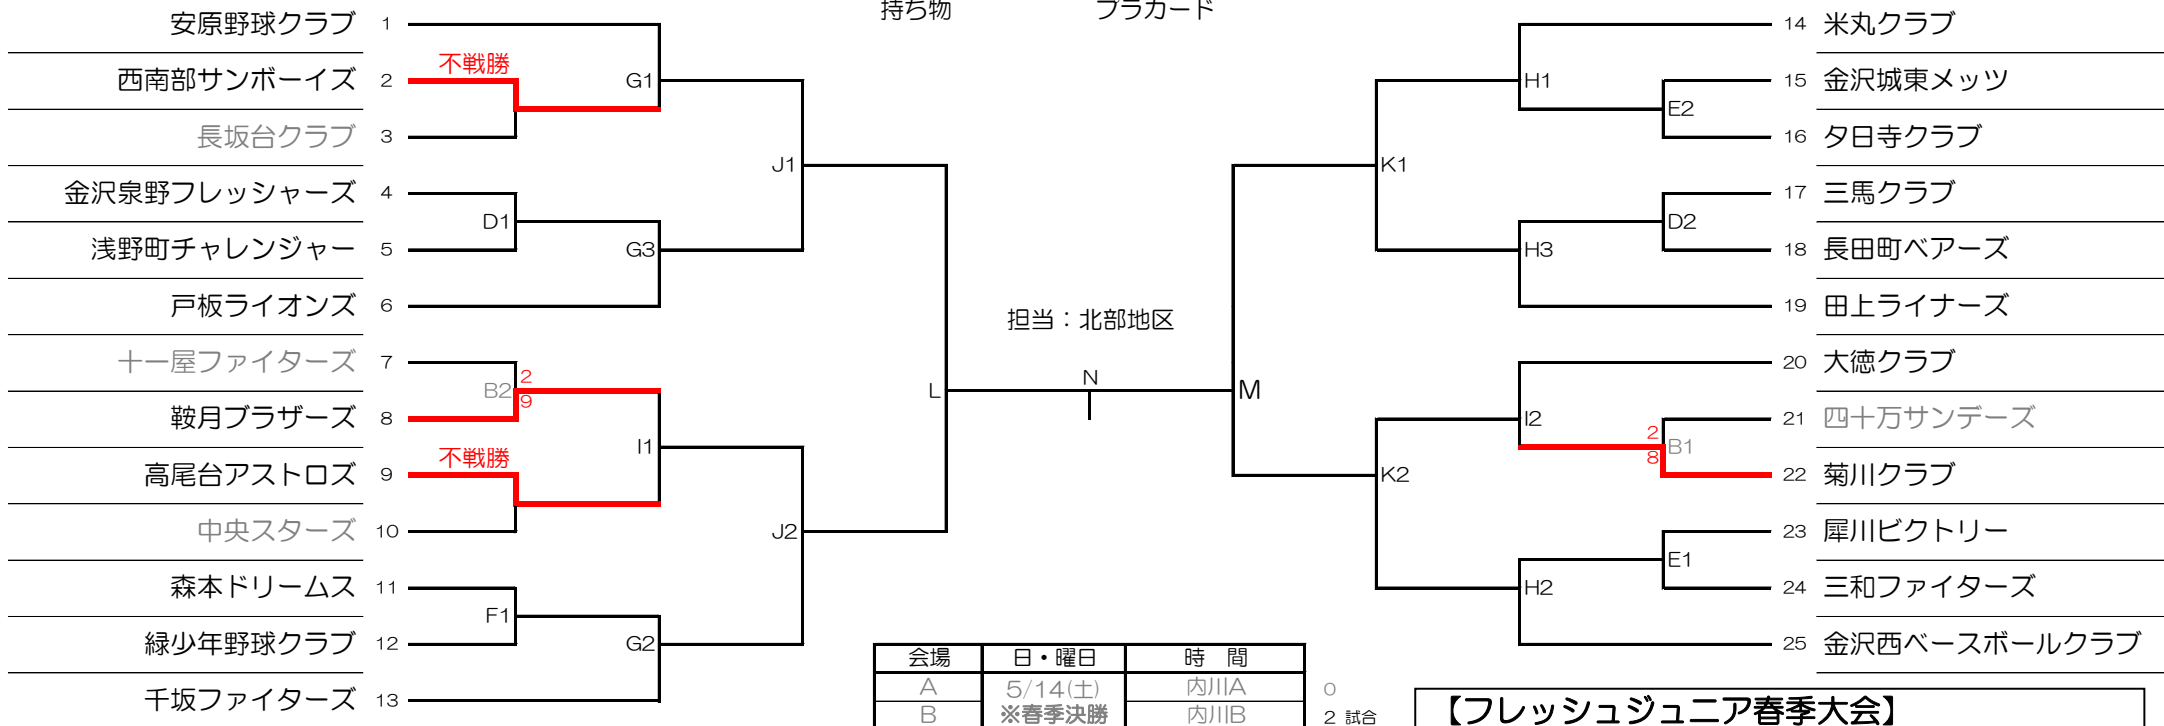 持ち物 プラカード
安原野球クラブ 1
西南部サンボーイズ 2
不戦勝
長坂台クラブ 3
G1
金沢泉野フレッシャーズ 4
D1
浅野町チャレンジャー 5
G3
戸板ライオンズ 6
J1
十一屋ファイターズ 7
B2
2
9
鞍月ブラザーズ 8
I1
高尾台アストロズ 9
不戦勝
中央スターズ 10
J2
森本ドリームス 11
F1
緑少年野球クラブ 12
G2
千坂ファイターズ 13
L
担当：北部地区
N
M
14 米丸クラブ
H1
15 金沢城東メッツ
E2
16 夕日寺クラブ
K1
17 三馬クラブ
D2
18 長田町ベアーズ
H3
19 田上ライナーズ
20 大徳クラブ
I2
21 四十万サンデーズ
2
8
B1
22 菊川クラブ
K2
23 犀川ビクトリー
E1
24 三和ファイターズ
H2
25 金沢西ベースボールクラブ
会場 日・曜日 時 間
A 5/14(土) 内川A 0
B ※春季決勝 内川B 2 試合
【フレッシュジュニア春季大会】